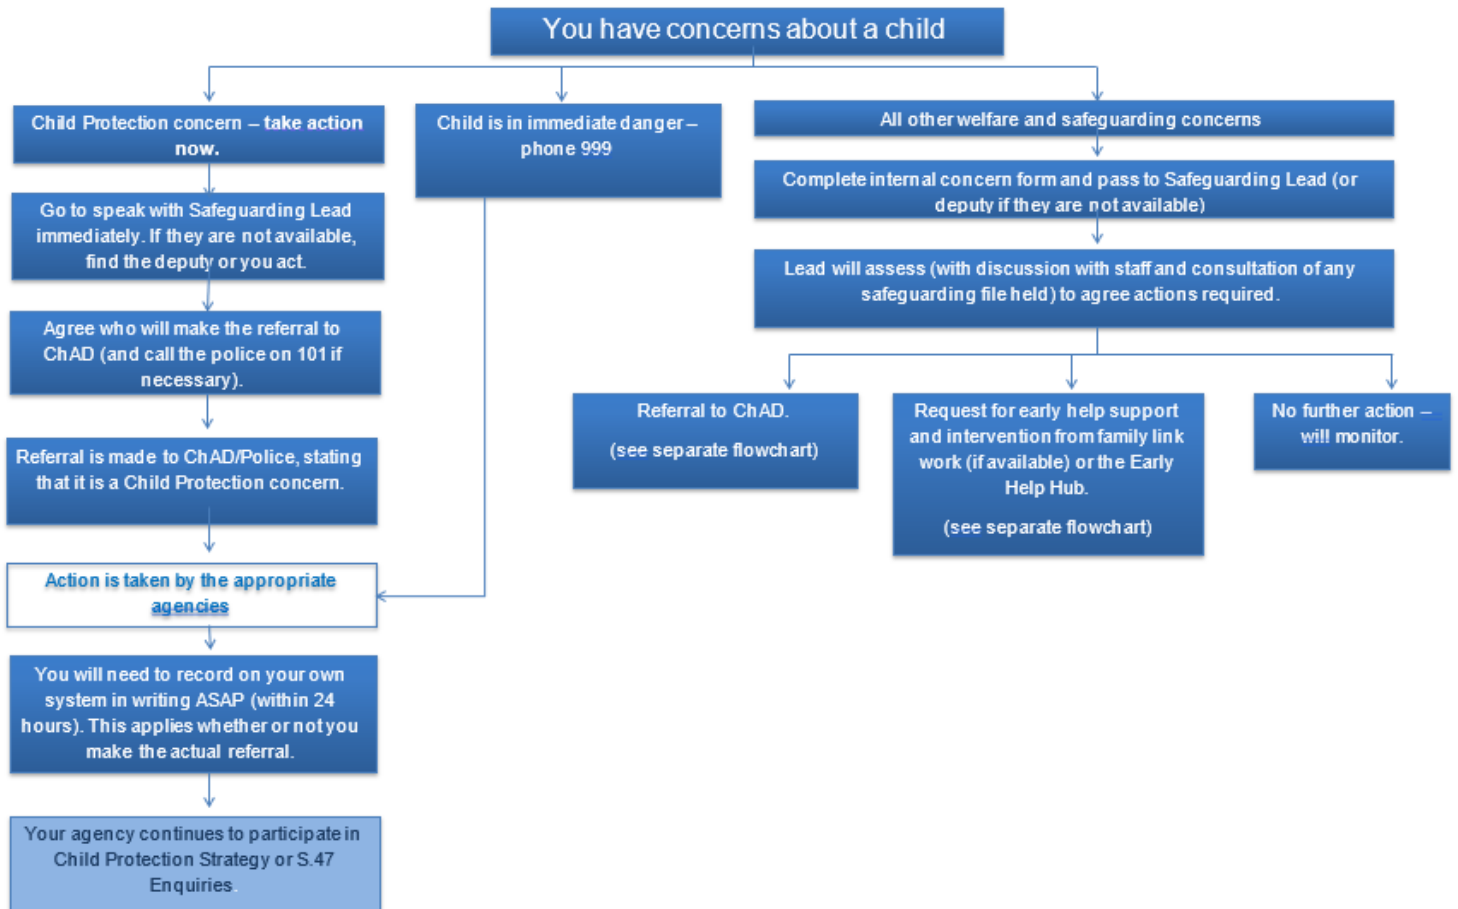 You have concerns about a child
Child Protection concern – take action
now.
Go to speak with Safeguarding Lead
immediately. If they are not available,
find the deputy or you act.
Agree who will make the referral to
ChAD (and call the police on 101 if
necessary).
Referral is made to ChAD/Police, stating
that it is a Child Protection concern.
Action is taken by the appropriate
agencies
You will need to record on your own
system in writing ASAP (within 24
hours). This applies whether or not you
make the actual referral.
Your agency continues to participate in
Child Protection Strategy or S.47
Enquiries.
Child is in immediate danger –
phone 999
All other welfare and safeguarding concerns
Complete internal concern form and pass to Safeguarding Lead (or
deputy if they are not available)
Lead will assess (with discussion with staff and consultation of any
safeguarding file held) to agree actions required.
Referral to ChAD.
(see separate flowchart)
Request for early help support
and intervention from family link
work (if available) or the Early
Help Hub.
(see separate flowchart)
No further action –
will monitor.